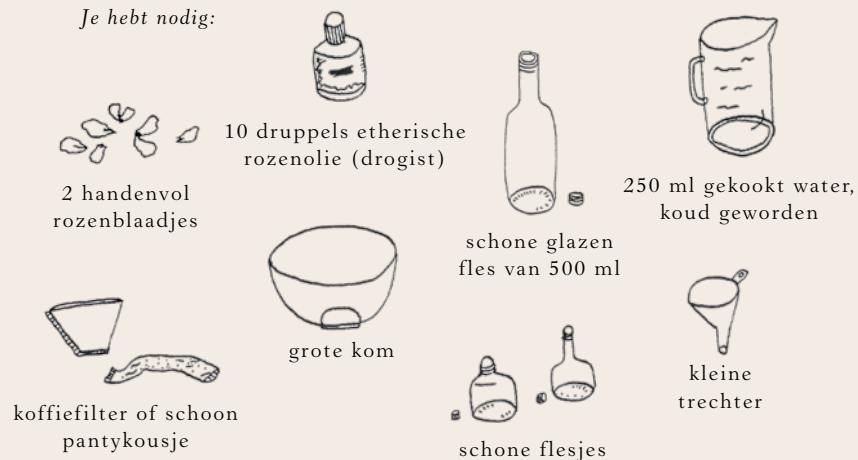 Je hebt nodig:
2 handenvol
rozenblaadjes
10 druppels etherische
rozenolie (drogist)
schone glazen
fles van 500 ml
250 ml gekookt water,
koud geworden
koffiefilter of schoon
pantykousje
grote kom
schone flesjes
kleine
trechter